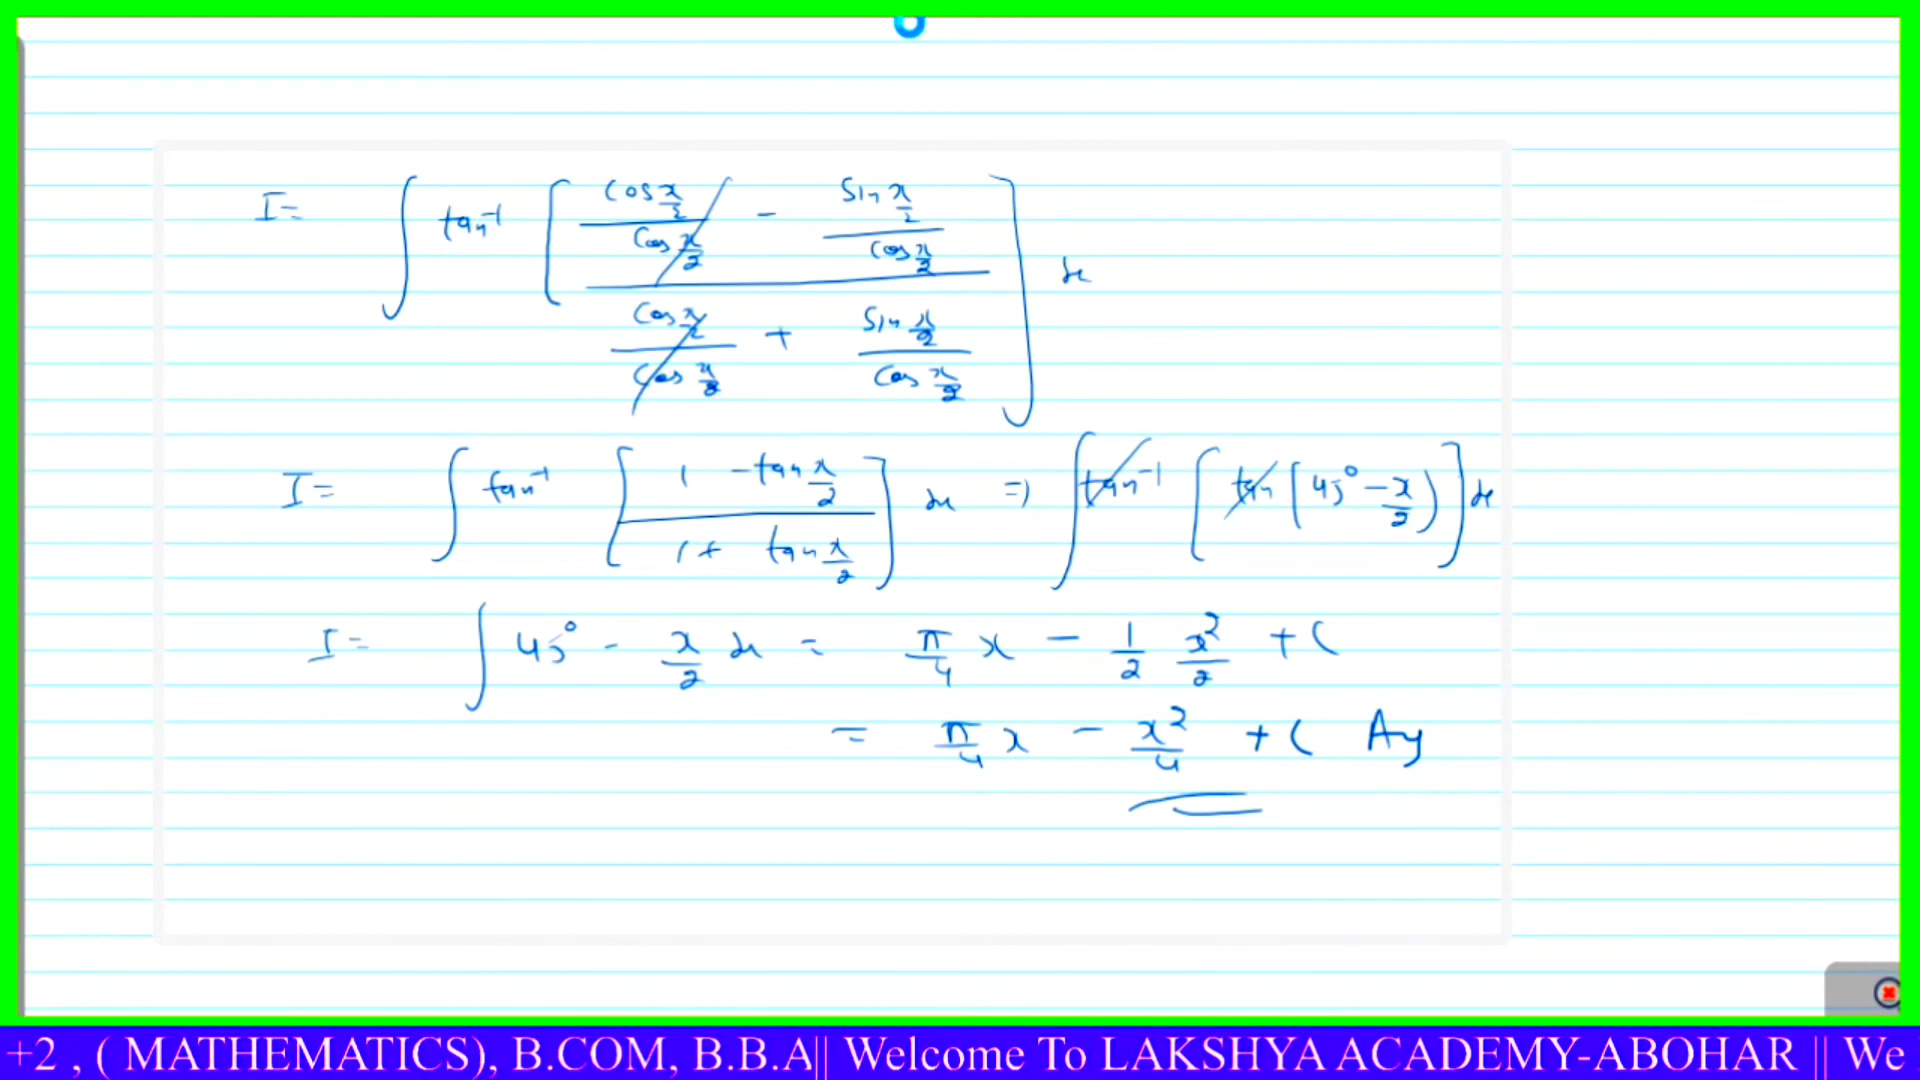 I = ∫ tan⁻¹ [ (cos x/2 / cos x/2 - sin x/2 / cos x/2) / (cos x/2 / cos x/2 + sin x/2 / cos x/2) ] dx
I = ∫ tan⁻¹ [ (1 - tan x/2) / (1 + tan x/2) ] dx ⇒ ∫ tan⁻¹ [ tan (45° - x/2) ] dx
I = ∫ 45° - x/2 dx = π/4 x - 1/2 x²/2 + C
= π/4 x - x²/4 + C Ay
+2 , ( MATHEMATICS), B.COM, B.B.A|| Welcome To LAKSHYA ACADEMY-ABOHAR || We